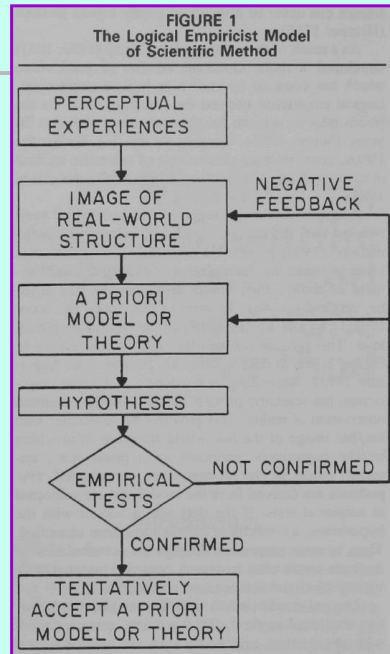 FIGURE 1
The Logical Empiricist Model
of Scientific Method
PERCEPTUAL
EXPERIENCES
IMAGE OF
REAL-WORLD
STRUCTURE
NEGATIVE
FEEDBACK
A PRIORI
MODEL OR
THEORY
HYPOTHESES
EMPIRICAL
TESTS
NOT CONFIRMED
CONFIRMED
TENTATIVELY
ACCEPT A PRIORI
MODEL OR THEORY